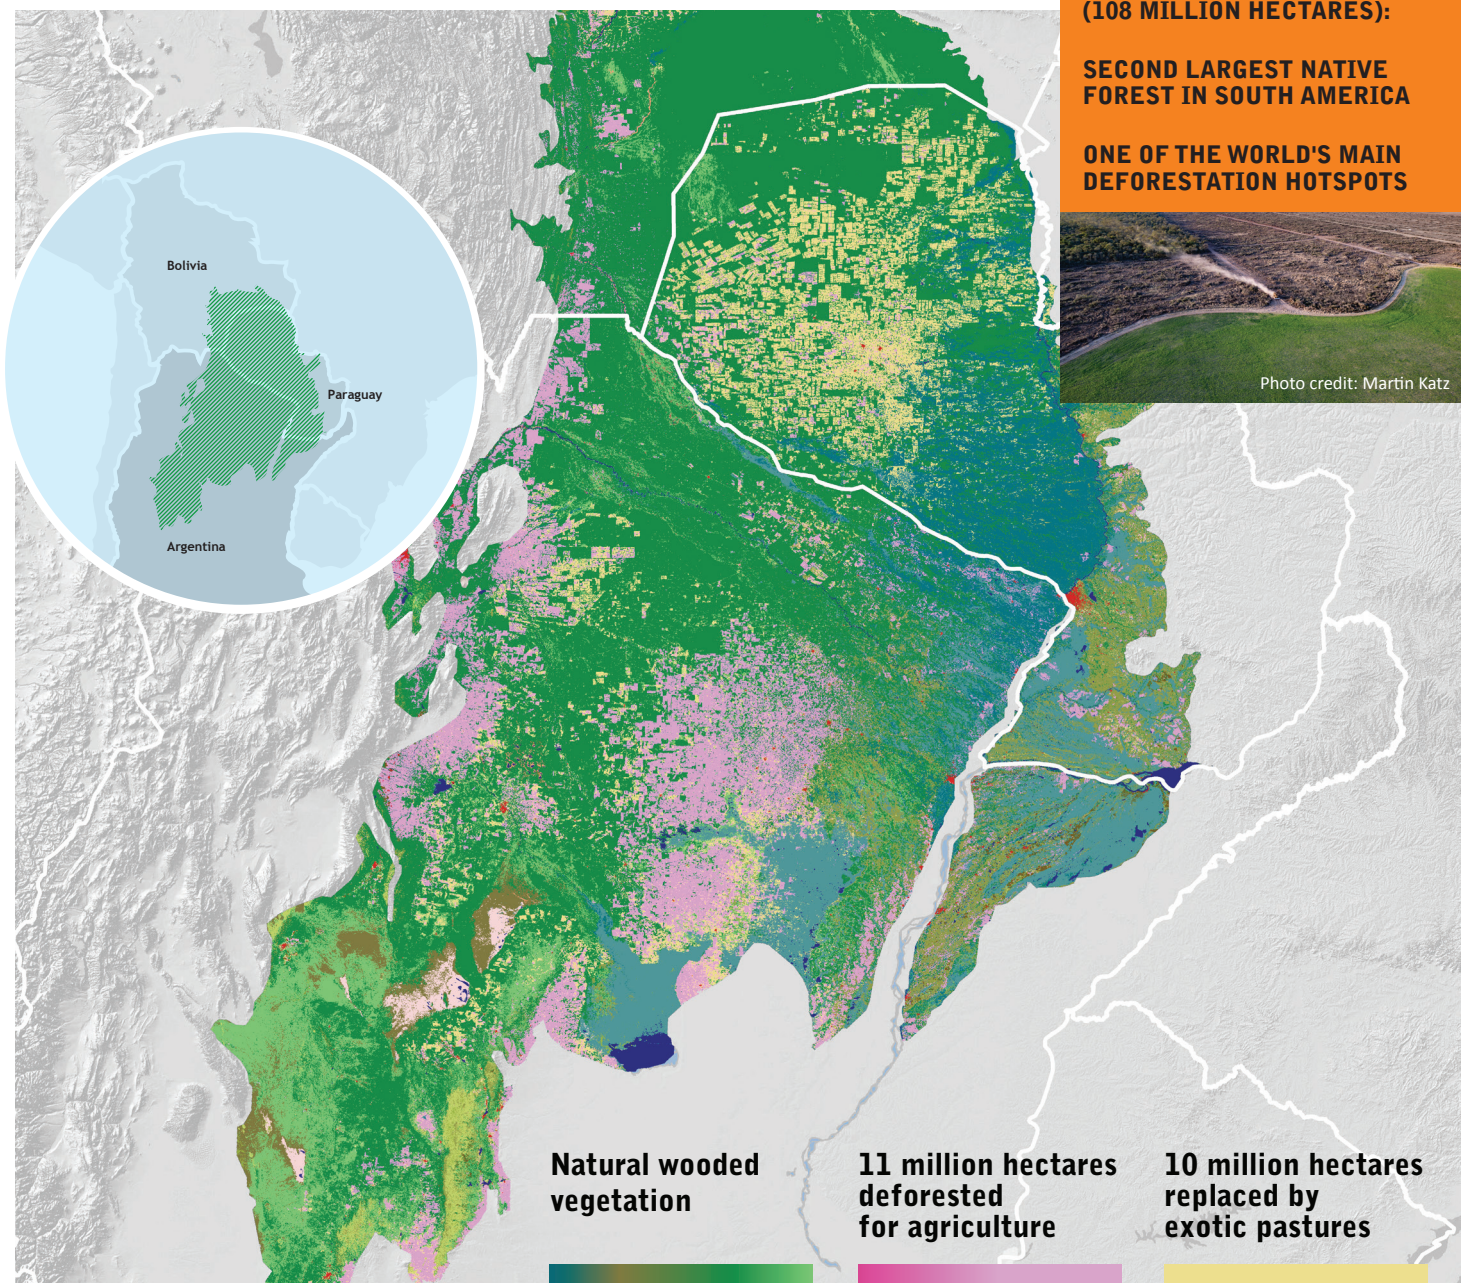 (108 MILLION HECTARES):
SECOND LARGEST NATIVE
FOREST IN SOUTH AMERICA
ONE OF THE WORLD'S MAIN
DEFORESTATION HOTSPOTS
Photo credit: Martin Katz
Bolivia
Paraguay
Argentina
Natural wooded
vegetation
11 million hectares
deforested
for agriculture
10 million hectares
replaced by
exotic pastures